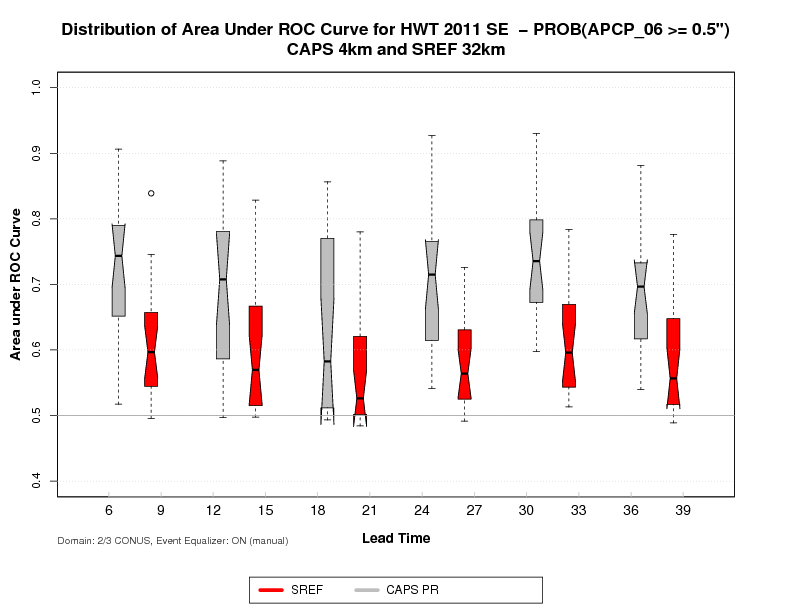 Distribution of Area Under ROC Curve for HWT 2011 SE  − PROB(APCP_06 >= 0.5")
CAPS 4km and SREF 32km
Area under ROC Curve
1.0
0.9
0.8
0.7
0.6
0.5
0.4
6 9 12 15 18 21 24 27 30 33 36 39
Lead Time
Domain: 2/3 CONUS, Event Equalizer: ON (manual)
SREF CAPS PR